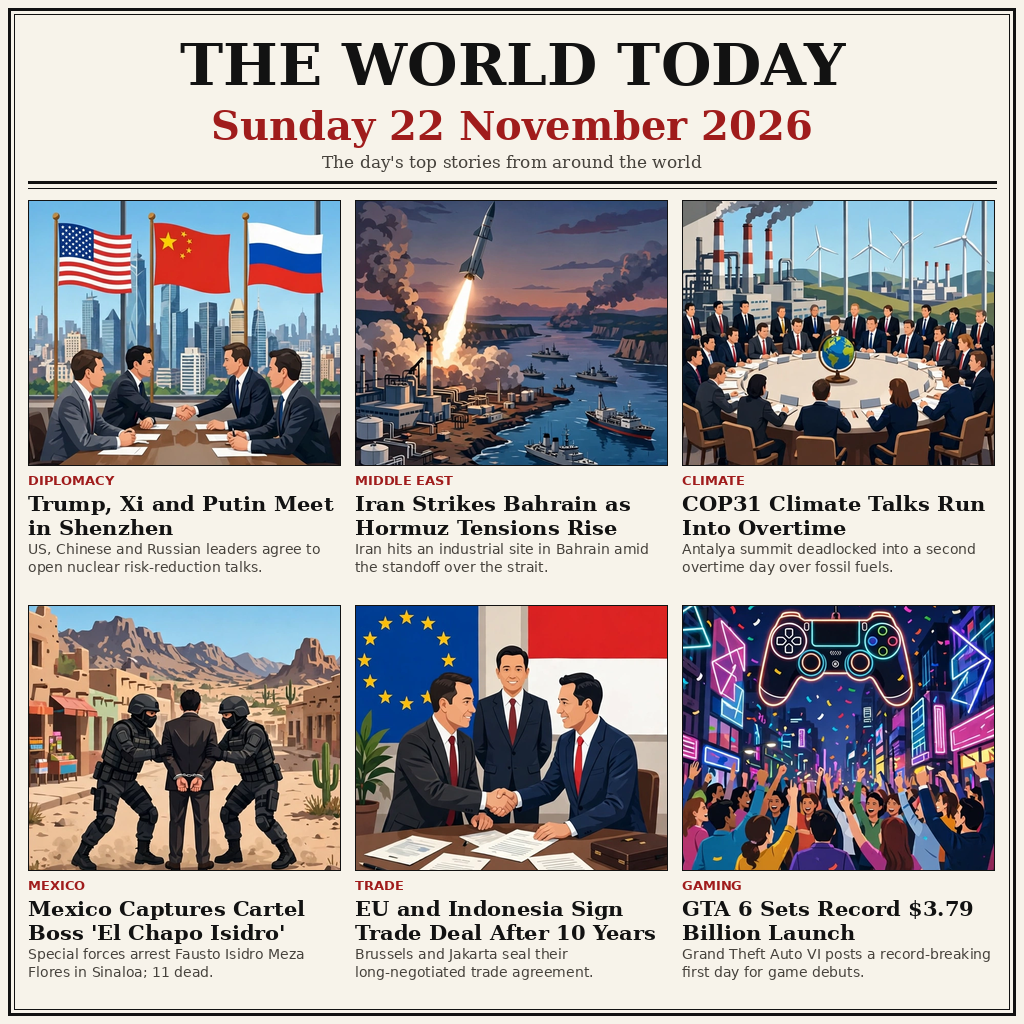 THE WORLD TODAY
Sunday 22 November 2026
The day's top stories from around the world
DIPLOMACY
Trump, Xi and Putin Meet
in Shenzhen
US, Chinese and Russian leaders agree to
open nuclear risk-reduction talks.
MIDDLE EAST
Iran Strikes Bahrain as
Hormuz Tensions Rise
Iran hits an industrial site in Bahrain amid
the standoff over the strait.
CLIMATE
COP31 Climate Talks Run
Into Overtime
Antalya summit deadlocked into a second
overtime day over fossil fuels.
MEXICO
Mexico Captures Cartel
Boss 'El Chapo Isidro'
Special forces arrest Fausto Isidro Meza
Flores in Sinaloa; 11 dead.
TRADE
EU and Indonesia Sign
Trade Deal After 10 Years
Brussels and Jakarta seal their
long-negotiated trade agreement.
GAMING
GTA 6 Sets Record $3.79
Billion Launch
Grand Theft Auto VI posts a record-breaking
first day for game debuts.